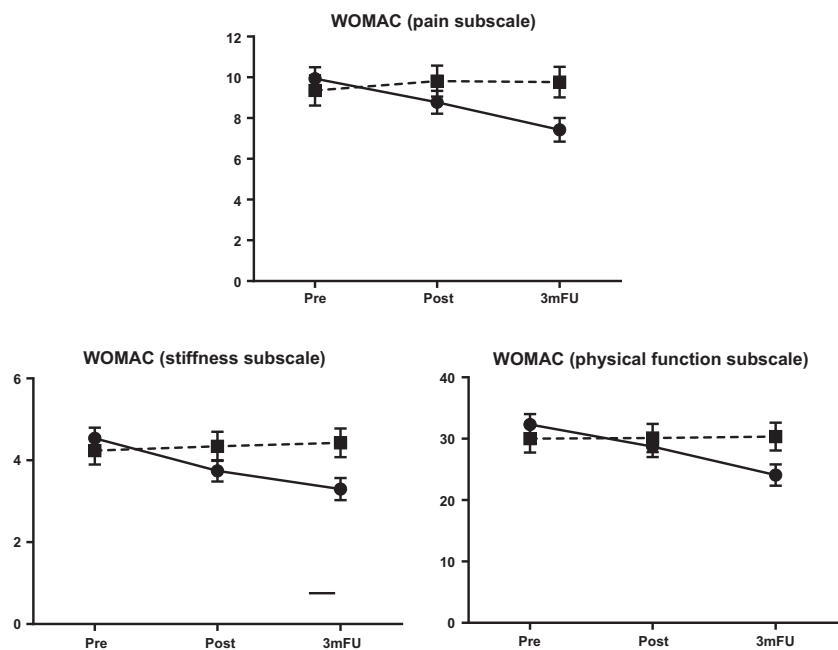 WOMAC (pain subscale)
12
10
8
6
4
2
0
Pre
Post
3mFU
WOMAC (stiffness subscale)
6
4
2
0
Pre
Post
3mFU
WOMAC (physical function subscale)
40
30
20
10
0
Pre
Post
3mFU